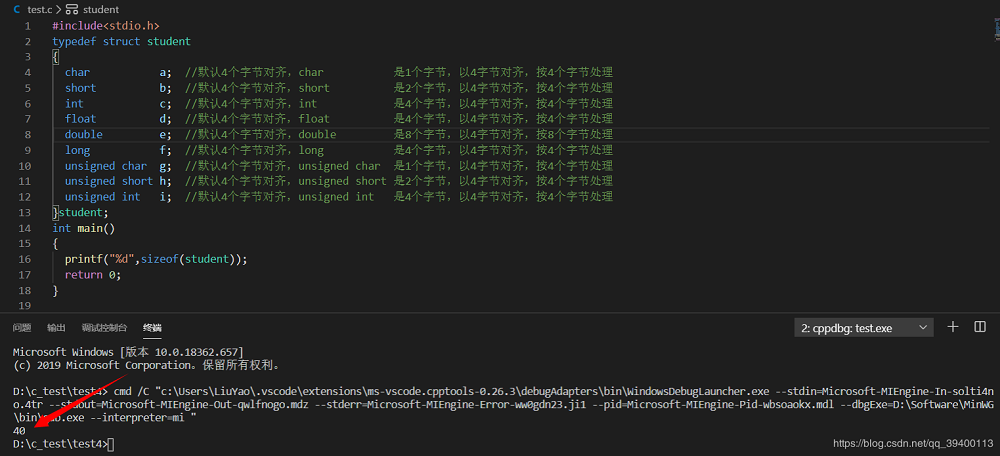 test.c > student
1 #include<stdio.h>
2 typedef struct student
3 {
4 char a; //默认4个字节对齐，char 是1个字节，以4字节对齐，按4个字节处理
5 short b; //默认4个字节对齐，short 是2个字节，以4字节对齐，按4个字节处理
6 int c; //默认4个字节对齐，int 是4个字节，以4字节对齐，按4个字节处理
7 float d; //默认4个字节对齐，float 是4个字节，以4字节对齐，按4个字节处理
8 double e; //默认4个字节对齐，double 是8个字节，以4字节对齐，按8个字节处理
9 long f; //默认4个字节对齐，long 是4个字节，以4字节对齐，按4个字节处理
10 unsigned char g; //默认4个字节对齐，unsigned char 是1个字节，以4字节对齐，按4个字节处理
11 unsigned short h; //默认4个字节对齐，unsigned short 是2个字节，以4字节对齐，按4个字节处理
12 unsigned int i; //默认4个字节对齐，unsigned int 是4个字节，以4字节对齐，按4个字节处理
13 }student;
14 int main()
15 {
16 printf("%d",sizeof(student));
17 return 0;
18 }
19
问题 输出 调试控制台 终端 2: cppdbg: test.exe
Microsoft Windows [版本 10.0.18362.657]
(c) 2019 Microsoft Corporation。保留所有权利。
D:\c_test\test4> cmd /C "c:\Users\LiuYao\.vscode\extensions\ms-vscode.cpptools-0.26.3\debugAdapters\bin\WindowsDebugLauncher.exe --stdin=Microsoft-MIEngine-In-solti4n
o.4tr --stdout=Microsoft-MIEngine-Out-qwlfnogo.mdz --stderr=Microsoft-MIEngine-Error-ww0gdn23.ji1 --pid=Microsoft-MIEngine-Pid-wbsoaokx.mdl --dbgExe=D:\Software\MinWG
\bin\gdb.exe --interpreter=mi "
40
D:\c_test\test4>
https://blog.csdn.net/qq_39400113